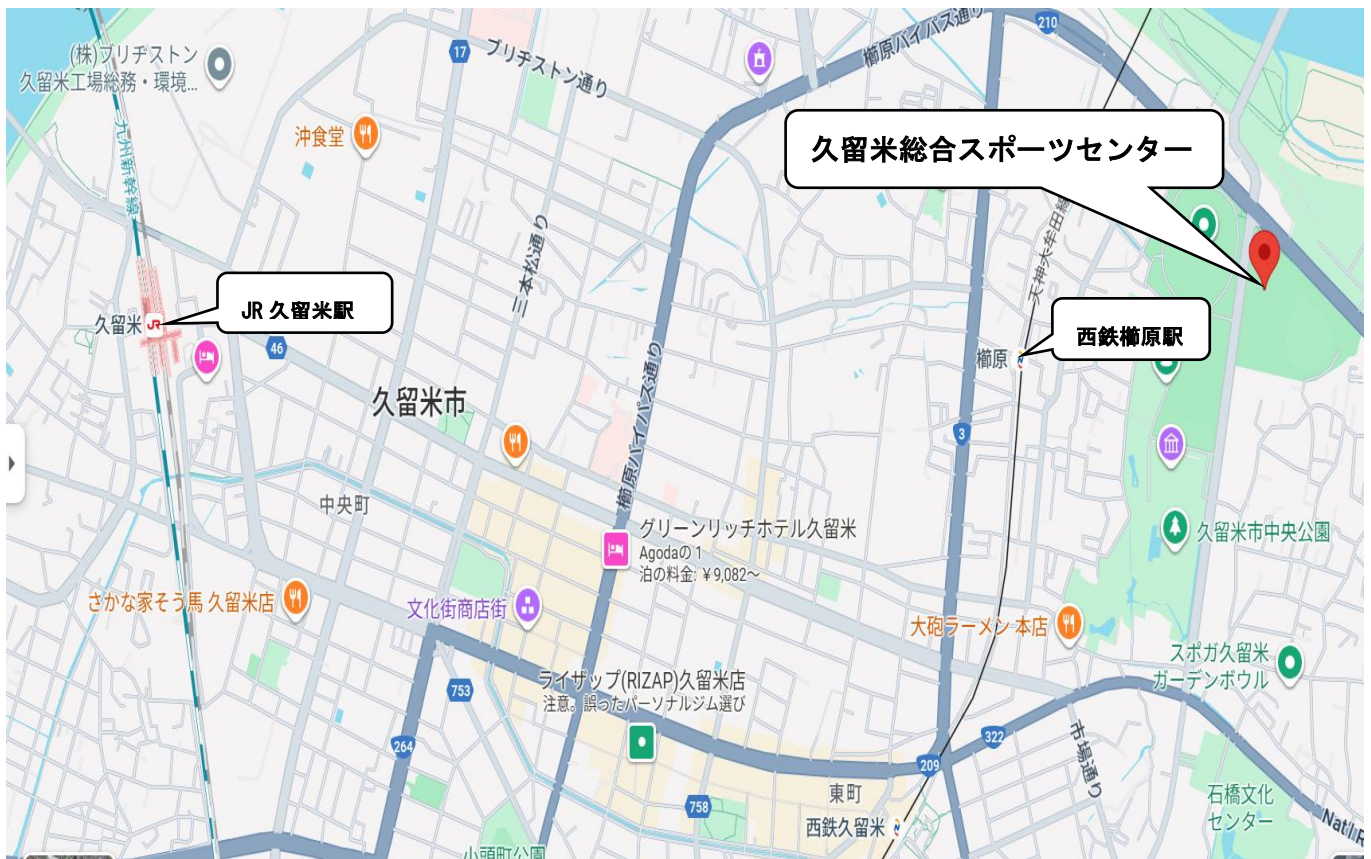 (株)ブリヂストン
久留米工場総務・環境...
17
ブリヂストン通り
櫛原バイパス通り
210
九州新幹線
沖食堂
久留米総合スポーツセンター
三本松通り
天神大牟田線
JR 久留米駅
久留米
JR
46
西鉄櫛原駅
櫛原
久留米市
櫛原バイパス通り
3
中央町
グリーンリッチホテル久留米
Agodaの 1
泊の料金: ¥9,082~
久留米市中央公園
さかな家そう馬 久留米店
文化街商店街
大砲ラーメン 本店
スポガ久留米
ガーデンボウル
ライザップ(RIZAP)久留米店
注意。誤ったパーソナルジム選び
753
264
322
209
市場通り
東町
758
西鉄久留米
石橋文化
センター
Nat'l R
小頭町公園